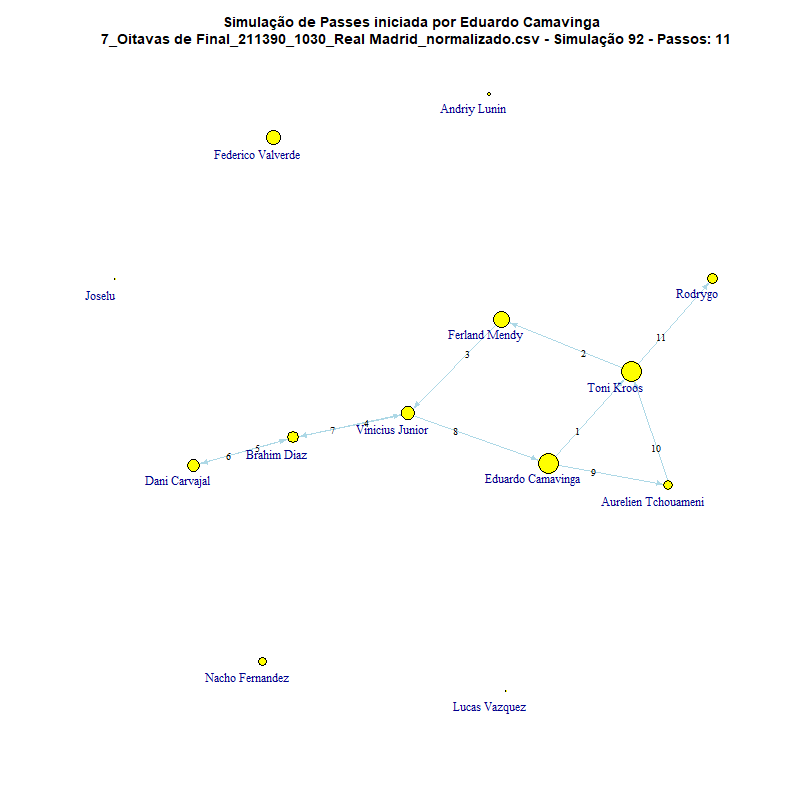 Simulação de Passes iniciada por Eduardo Camavinga
7_Oitavas de Final_211390_1030_Real Madrid_normalizado.csv - Simulação 92 - Passos: 11
Andriy Lunin
Federico Valverde
Joselu
Rodrygo
Ferland Mendy
11
2
3
Toni Kroos
4
7
Vinicius Junior
8
1
5
6
Brahim Diaz
10
9
Dani Carvajal
Eduardo Camavinga
Aurelien Tchouameni
Nacho Fernandez
Lucas Vazquez